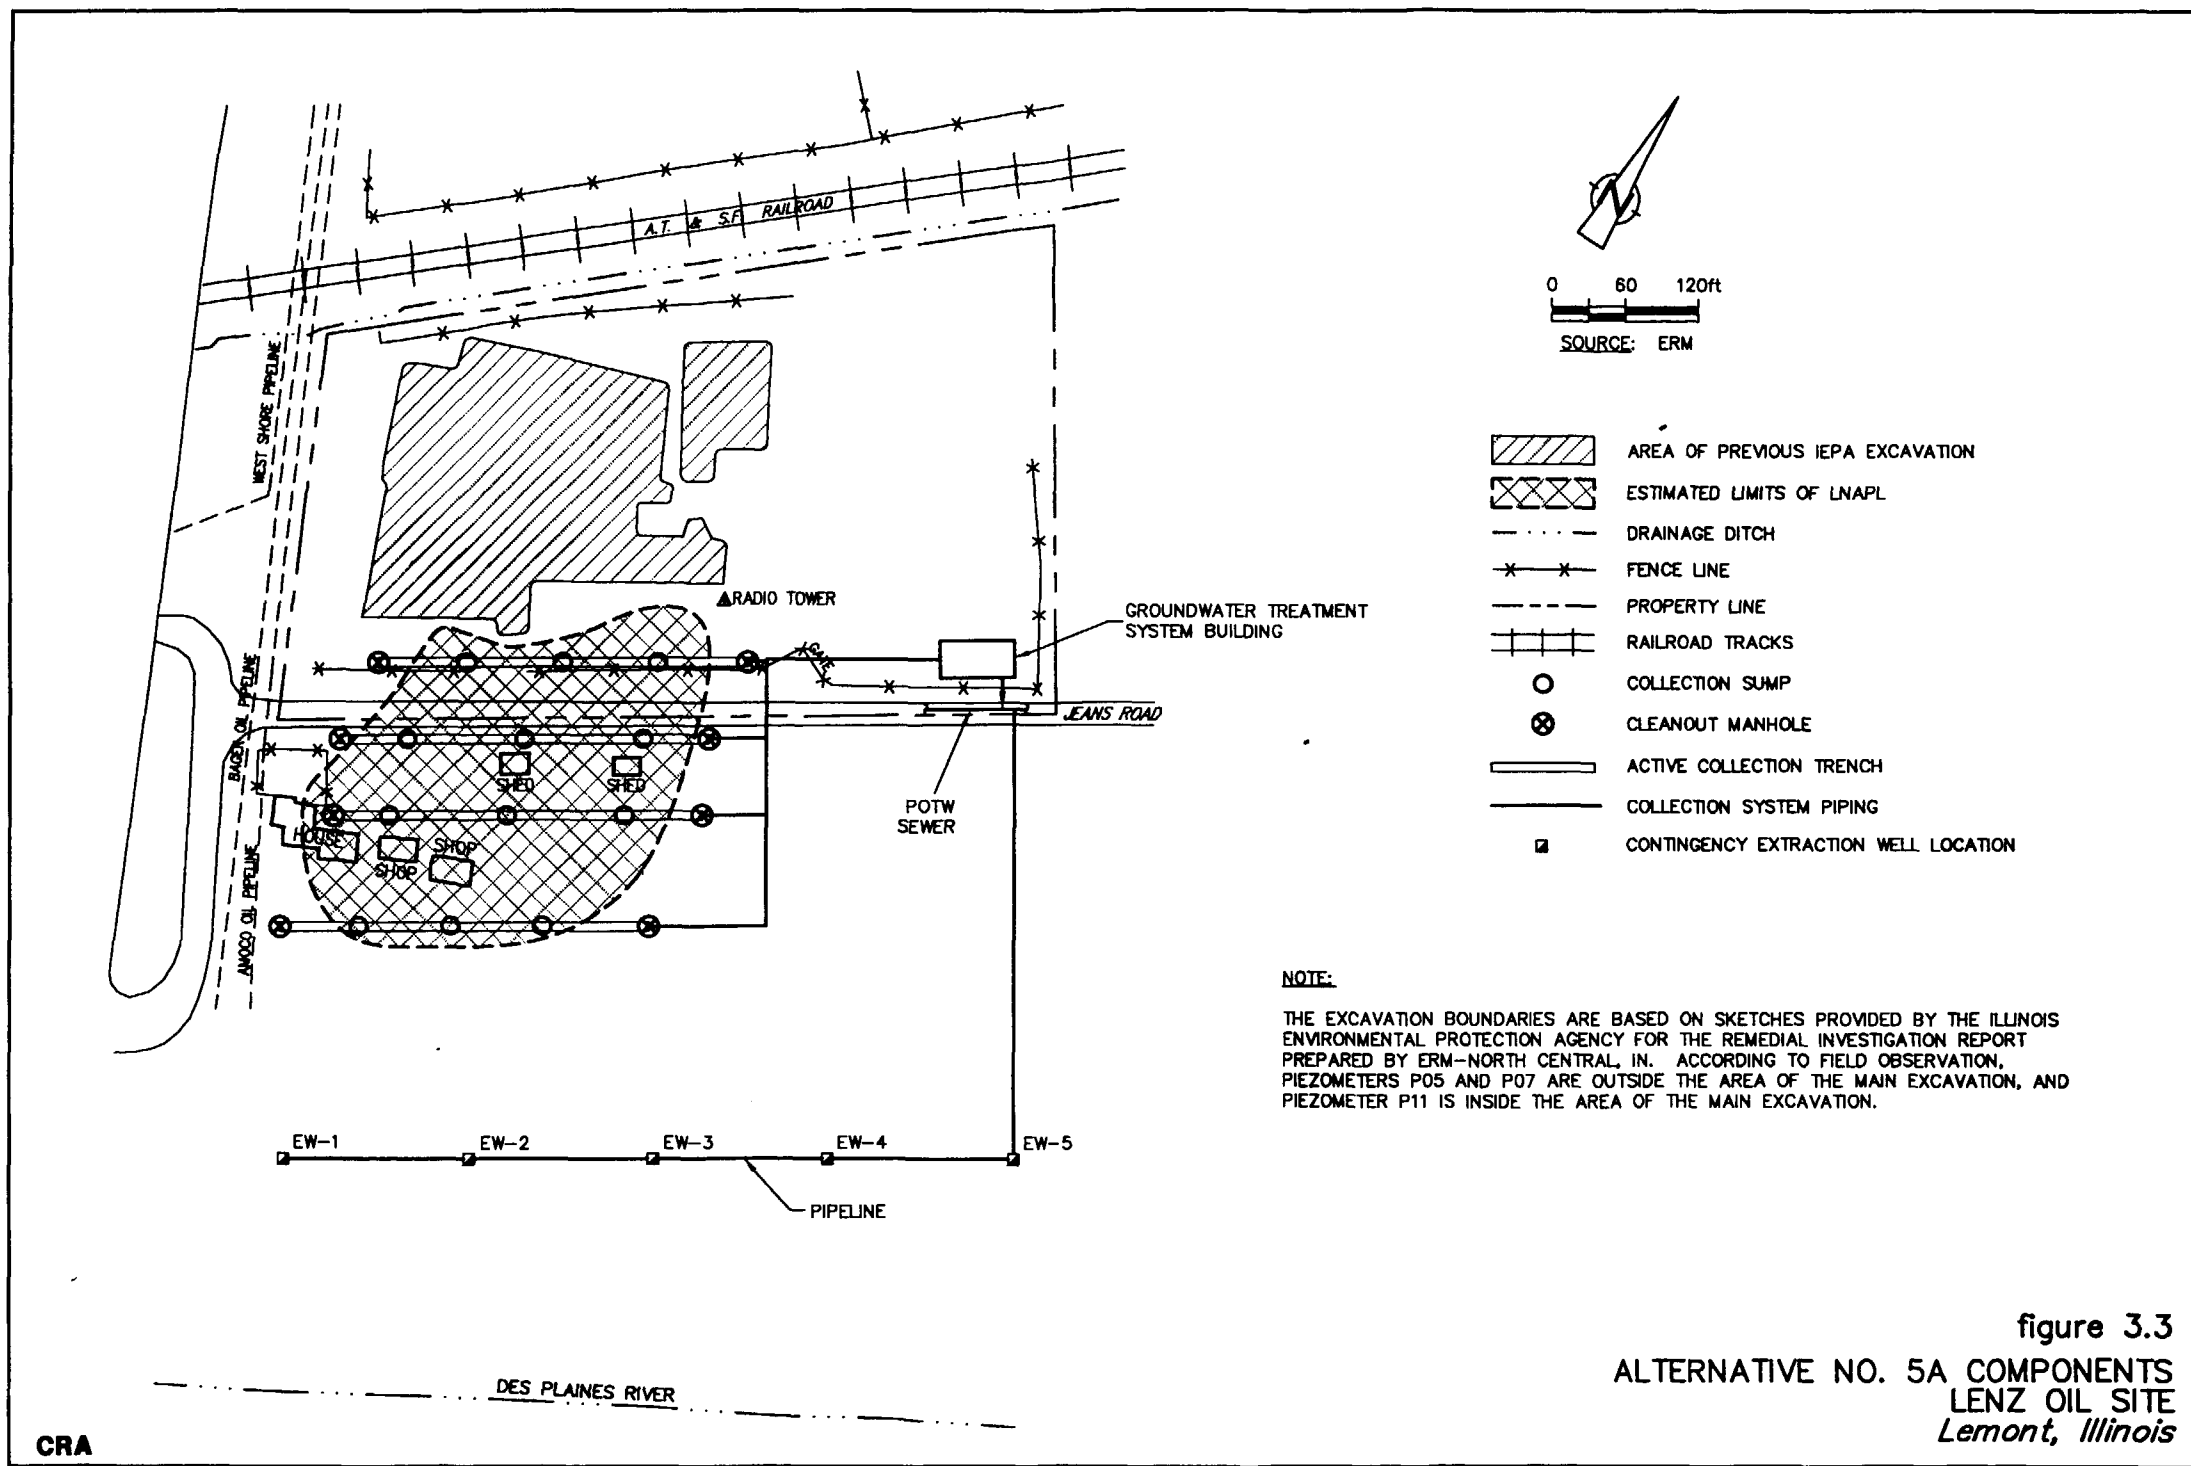 A.T. & S.F. RAILROAD
WEST SHORE PIPELINE
RADIO TOWER
GATE
GROUNDWATER TREATMENT
SYSTEM BUILDING
JEANS ROAD
POTW
SEWER
BADGER OIL PIPELINE
AMOCO OIL PIPELINE
SHED
SHED
HOUSE
SHOP
SHOP
EW-1
EW-2
EW-3
EW-4
EW-5
PIPELINE
DES PLAINES RIVER
CRA
N
0 60 120ft
SOURCE: ERM
AREA OF PREVIOUS IEPA EXCAVATION
ESTIMATED LIMITS OF LNAPL
DRAINAGE DITCH
FENCE LINE
PROPERTY LINE
RAILROAD TRACKS
COLLECTION SUMP
CLEANOUT MANHOLE
ACTIVE COLLECTION TRENCH
COLLECTION SYSTEM PIPING
CONTINGENCY EXTRACTION WELL LOCATION
NOTE:
THE EXCAVATION BOUNDARIES ARE BASED ON SKETCHES PROVIDED BY THE ILLINOIS
ENVIRONMENTAL PROTECTION AGENCY FOR THE REMEDIAL INVESTIGATION REPORT
PREPARED BY ERM-NORTH CENTRAL, IN. ACCORDING TO FIELD OBSERVATION,
PIEZOMETERS P05 AND P07 ARE OUTSIDE THE AREA OF THE MAIN EXCAVATION, AND
PIEZOMETER P11 IS INSIDE THE AREA OF THE MAIN EXCAVATION.
figure 3.3
ALTERNATIVE NO. 5A COMPONENTS
LENZ OIL SITE
Lemont, Illinois